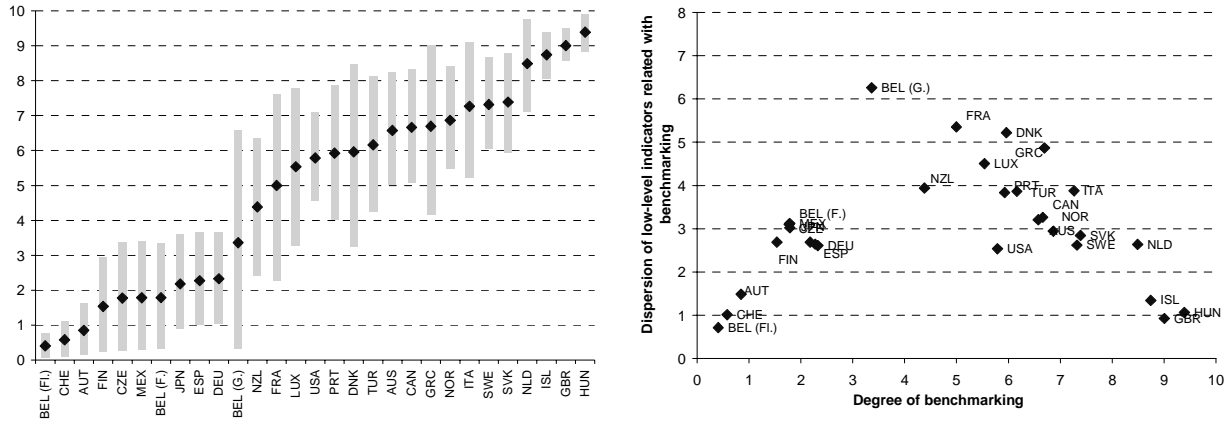 10
9
8
7
6
5
4
3
2
1
0
BEL (Fl.)
CHE
AUT
FIN
CZE
MEX
BEL (F.)
JPN
ESP
DEU
BEL (G.)
NZL
FRA
LUX
USA
PRT
DNK
TUR
AUS
CAN
GRC
NOR
ITA
SWE
SVK
NLD
ISL
GBR
HUN
Dispersion of low-level indicators related with
benchmarking
8
7
6
5
4
3
2
1
0
BEL (G.)
FRA
DNK
GRC
LUX
NZL
PRT
TUR
ITA
CAN
BEL (F.)
MEX
NOR
CZE
DEU
SVK
ESP
USA
SWE
NLD
FIN
AUT
ISL
CHE
HUN
GBR
BEL (Fl.)
0 1 2 3 4 5 6 7 8 9 10
Degree of benchmarking